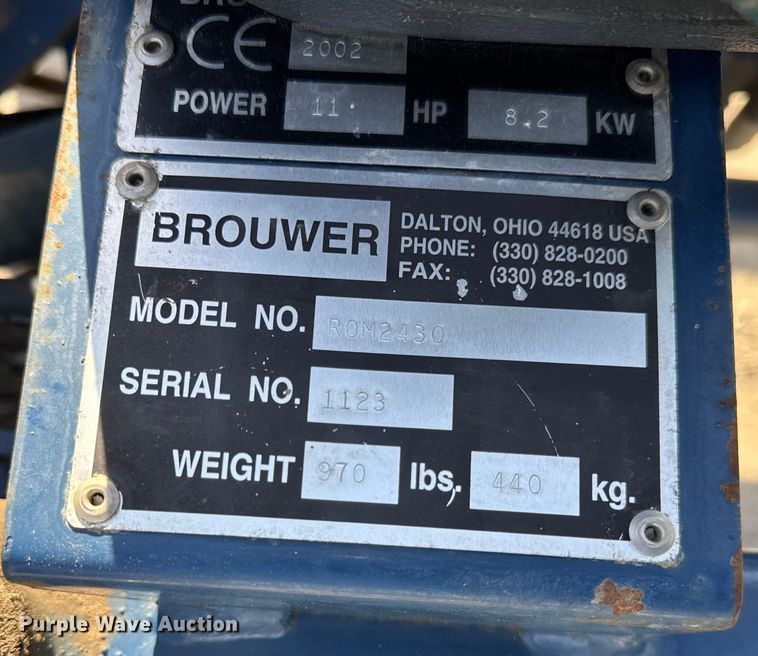 CE 2002
POWER 11 HP 8.2 KW
BROUWER
DALTON, OHIO 44618 USA
PHONE: (330) 828-0200
FAX: (330) 828-1008
MODEL NO. ROM2430
SERIAL NO. 1123
WEIGHT 970 lbs. 440 kg.
Purple Wave Auction